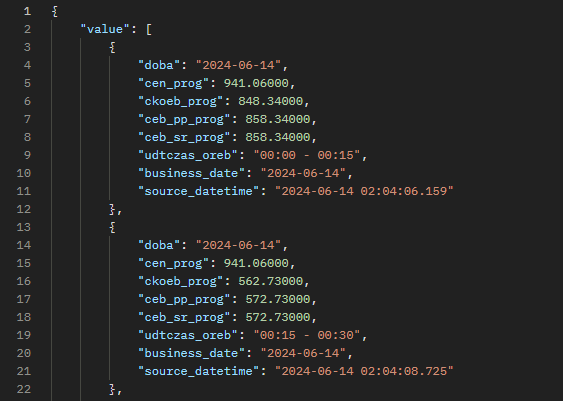 1 {
2 "value": [
3 {
4 "doba": "2024-06-14",
5 "cen_prog": 941.06000,
6 "ckoeb_prog": 848.34000,
7 "ceb_pp_prog": 858.34000,
8 "ceb_sr_prog": 858.34000,
9 "udtczas_oreb": "00:00 - 00:15",
10 "business_date": "2024-06-14",
11 "source_datetime": "2024-06-14 02:04:06.159"
12 },
13 {
14 "doba": "2024-06-14",
15 "cen_prog": 941.06000,
16 "ckoeb_prog": 562.73000,
17 "ceb_pp_prog": 572.73000,
18 "ceb_sr_prog": 572.73000,
19 "udtczas_oreb": "00:15 - 00:30",
20 "business_date": "2024-06-14",
21 "source_datetime": "2024-06-14 02:04:08.725"
22 },